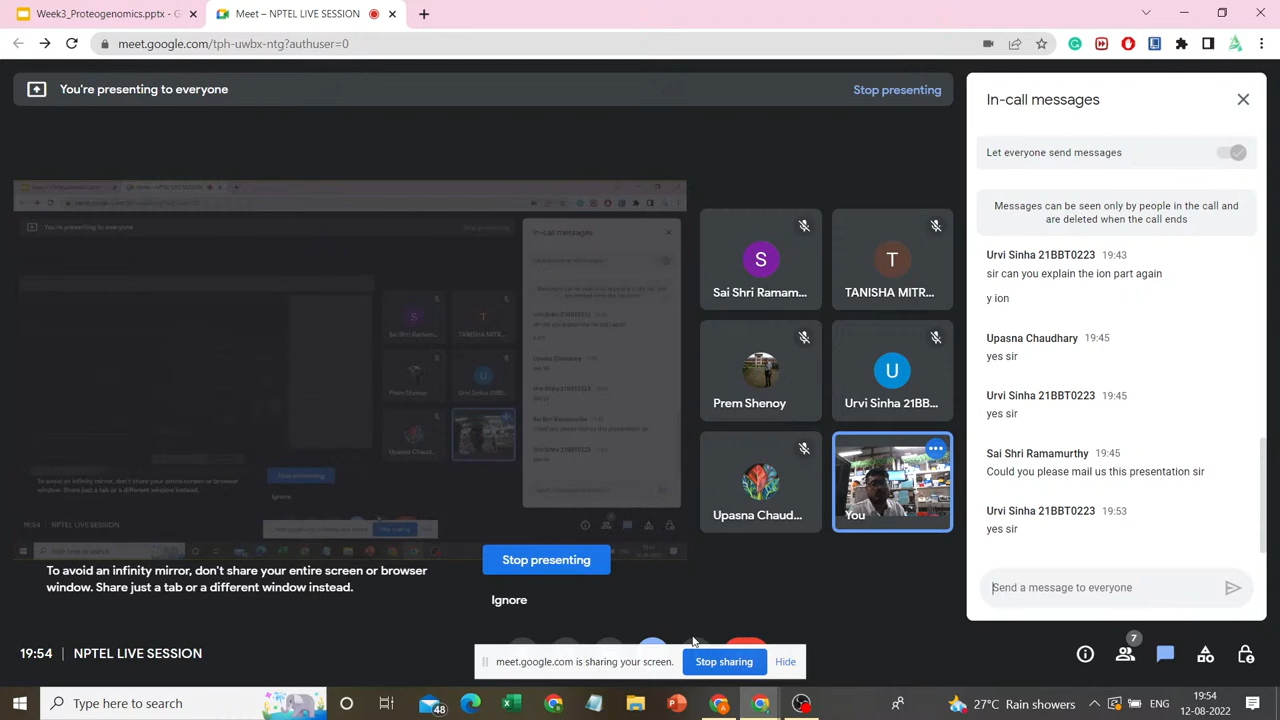 Week3_Proteogenomics.pptx - G
Meet – NPTEL LIVE SESSION
meet.google.com/tph-uwbx-ntg?authuser=0
You're presenting to everyone
Stop presenting
In-call messages
Let everyone send messages
Messages can be seen only by people in the call and
are deleted when the call ends
Urvi Sinha 21BBT0223 19:43
sir can you explain the ion part again
y ion
Upasna Chaudhary 19:45
yes sir
Urvi Sinha 21BBT0223 19:45
yes sir
Sai Shri Ramamurthy 19:45
Could you please mail us this presentation sir
Urvi Sinha 21BBT0223 19:53
yes sir
Send a message to everyone
S
Sai Shri Ramam...
T
TANISHA MITR...
Prem Shenoy
U
Urvi Sinha 21BB...
Upasna Chaud...
You
To avoid an infinity mirror, don't share your entire screen or browser
window. Share just a tab or a different window instead.
Stop presenting
Ignore
19:54 | NPTEL LIVE SESSION
meet.google.com is sharing your screen.
Stop sharing
Hide
7
Type here to search
48
27°C Rain showers
ENG
19:54
12-08-2022